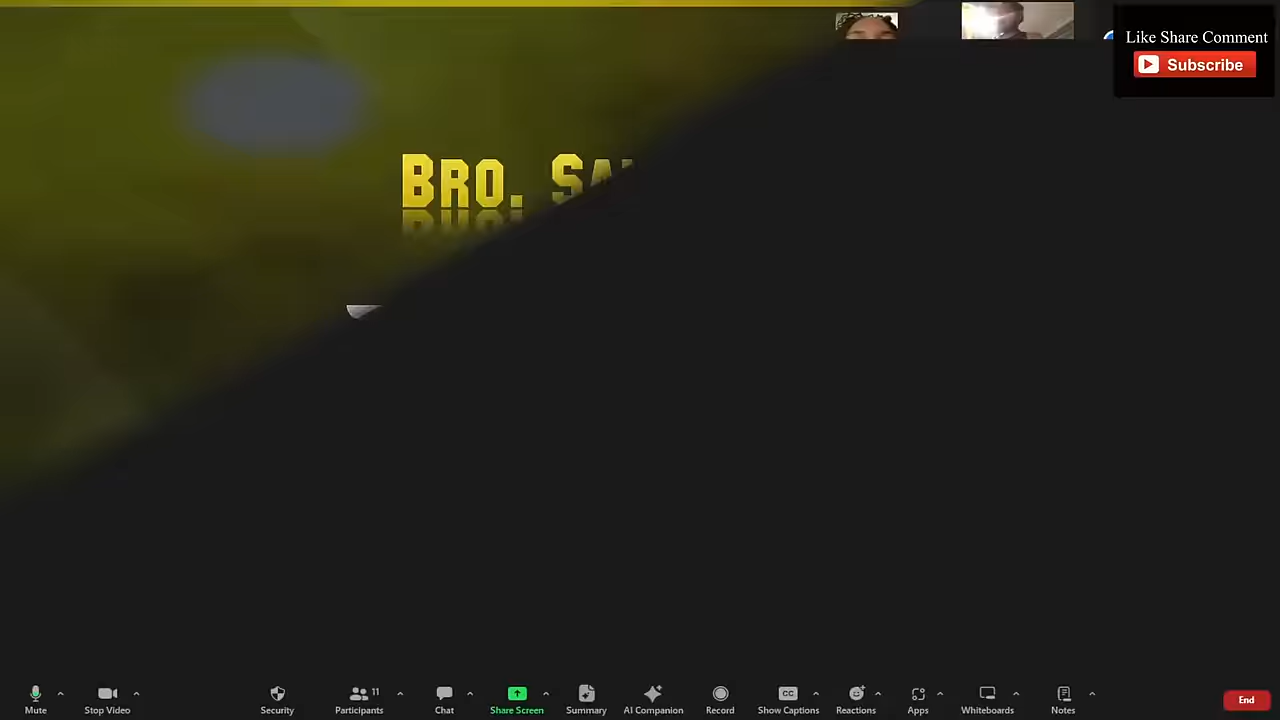 Like Share Comment
Subscribe
Bro.
11
Mute
Stop Video
Security
Participants
Chat
Share Screen
Summary
AI Companion
Record
CC
Show Captions
Reactions
Apps
Whiteboards
Notes
End